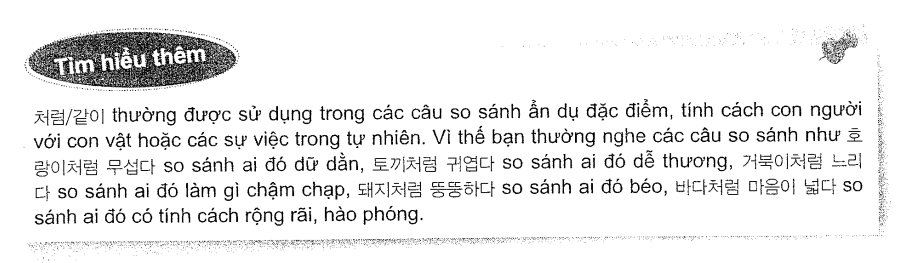 Tìm hiểu thêm
처럼/같이 thường được sử dụng trong các câu so sánh ẩn dụ đặc điểm, tính cách con người
với con vật hoặc các sự việc trong tự nhiên. Vì thế bạn thường nghe các câu so sánh như 호
랑이처럼 무섭다 so sánh ai đó dữ dằn, 토끼처럼 귀엽다 so sánh ai đó dễ thương, 거북이처럼 느리
다 so sánh ai đó làm gì chậm chạp, 돼지처럼 뚱뚱하다 so sánh ai đó béo, 바다처럼 마음이 넓다 so
sánh ai đó có tính cách rộng rãi, hào phóng.